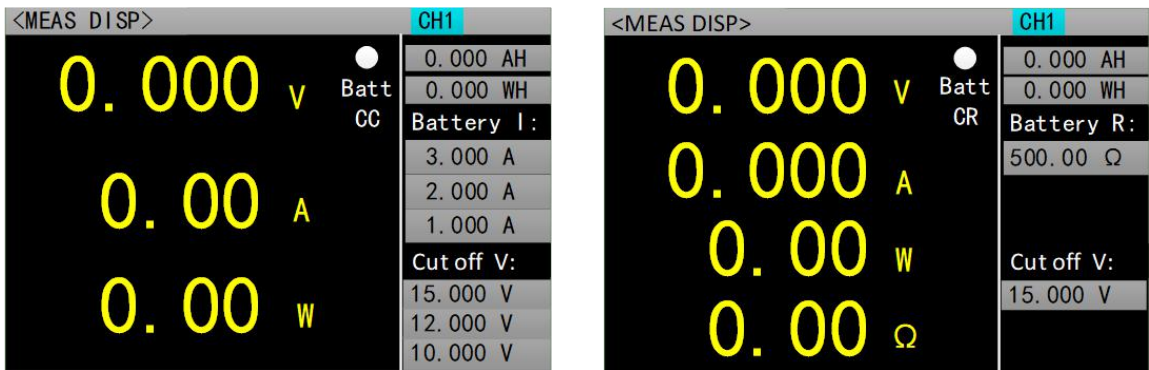 <MEAS DISP> CH1
0.000 V
Batt
CC
0.00 A
0.00 W
0.000 AH
0.000 WH
Battery I:
3.000 A
2.000 A
1.000 A
Cut off V:
15.000 V
12.000 V
10.000 V
<MEAS DISP> CH1
0.000 V
Batt
CR
0.000 A
0.00 W
0.00 Ω
0.000 AH
0.000 WH
Battery R:
500.00 Ω
Cut off V:
15.000 V